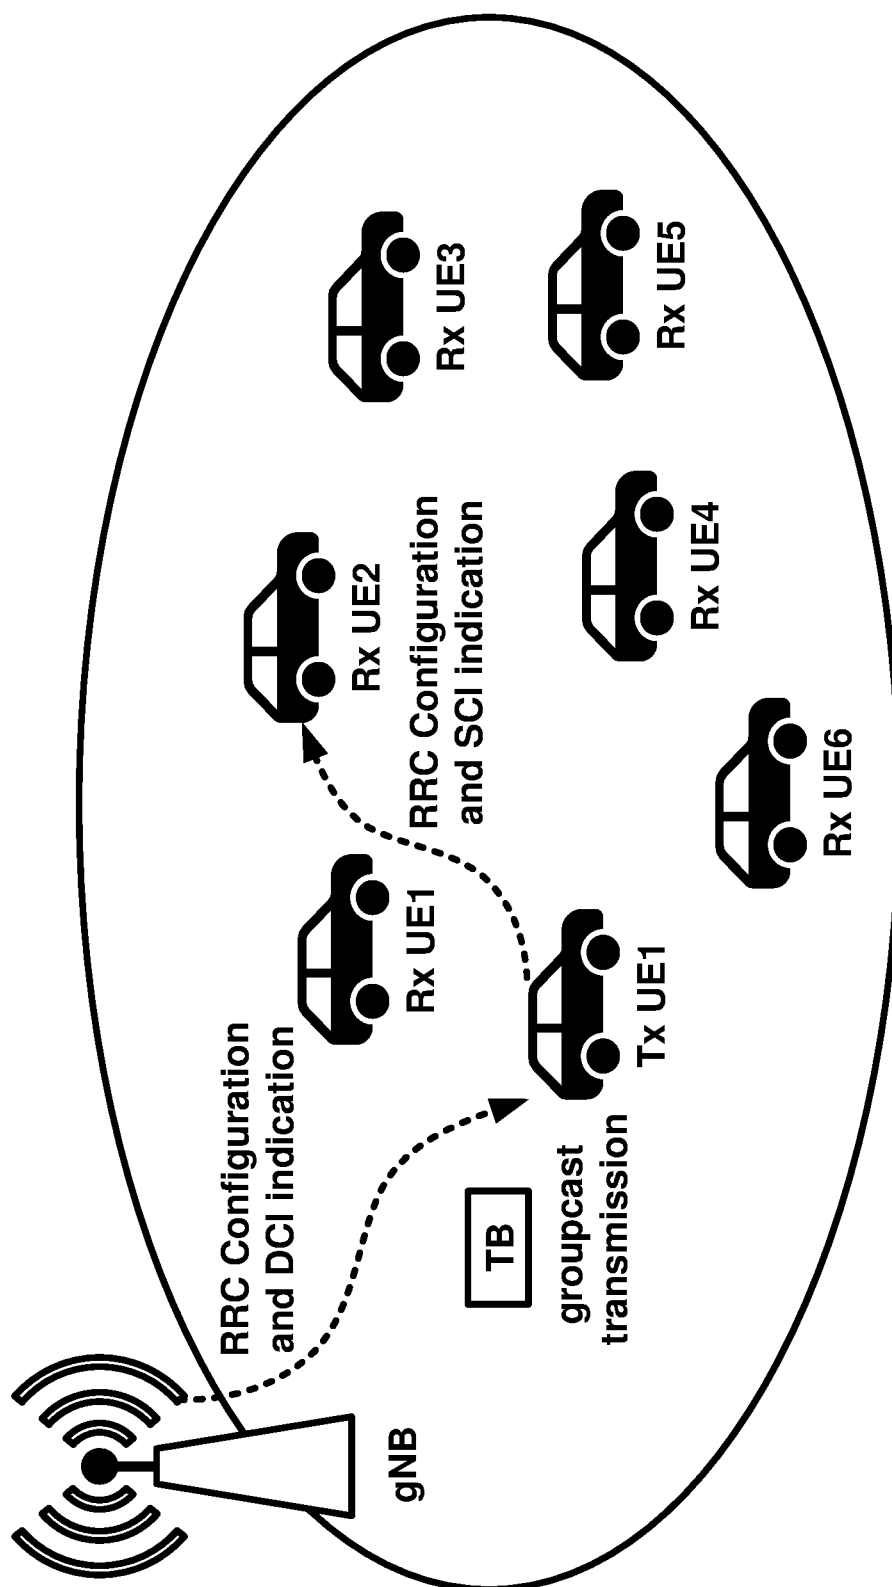 gNB
RRC Configuration
and DCI indication
TB
groupcast
transmission
Rx UE1
Tx UE1
RRC Configuration
and SCI indication
Rx UE2
Rx UE6
Rx UE4
Rx UE3
Rx UE5